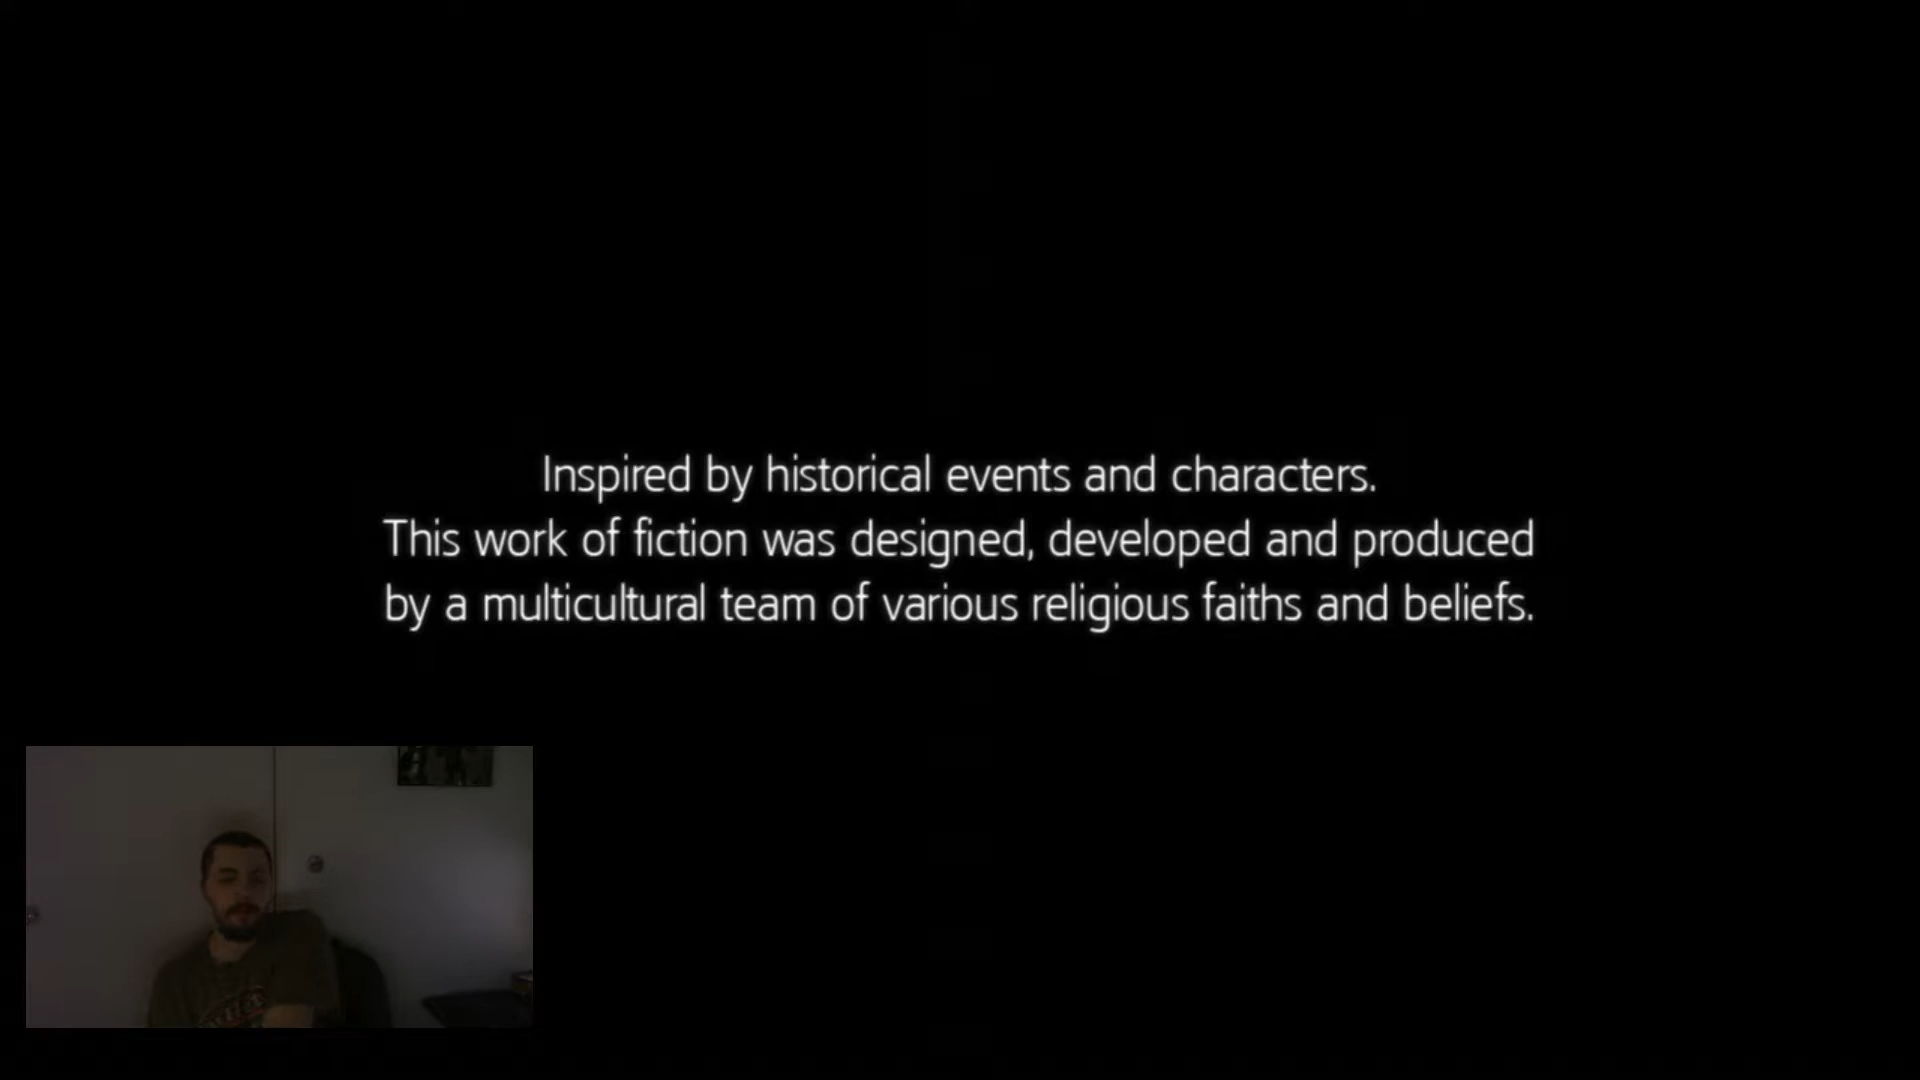 Inspired by historical events and characters.
This work of fiction was designed, developed and produced
by a multicultural team of various religious faiths and beliefs.